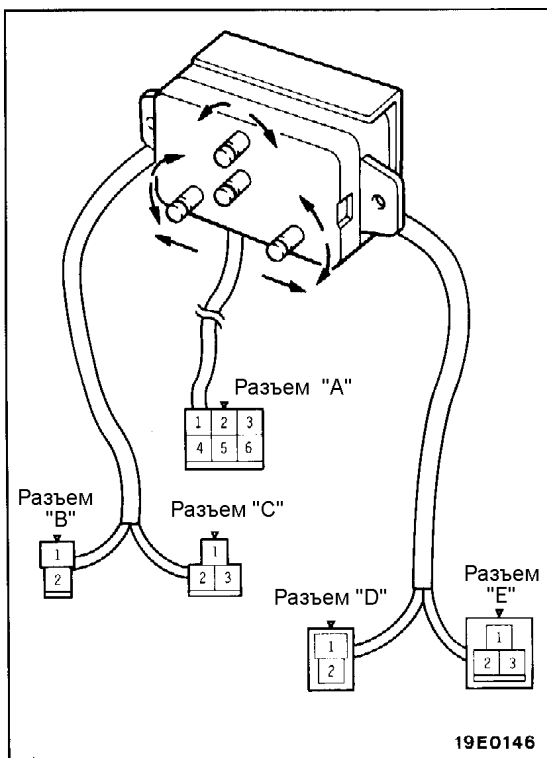 Разъем "A"
1 2 3
4 5 6
Разъем
"B"
1
2
Разъем "C"
1
2 3
Разъем "D"
1
2
Разъем
"E"
1
2 3
19E0146